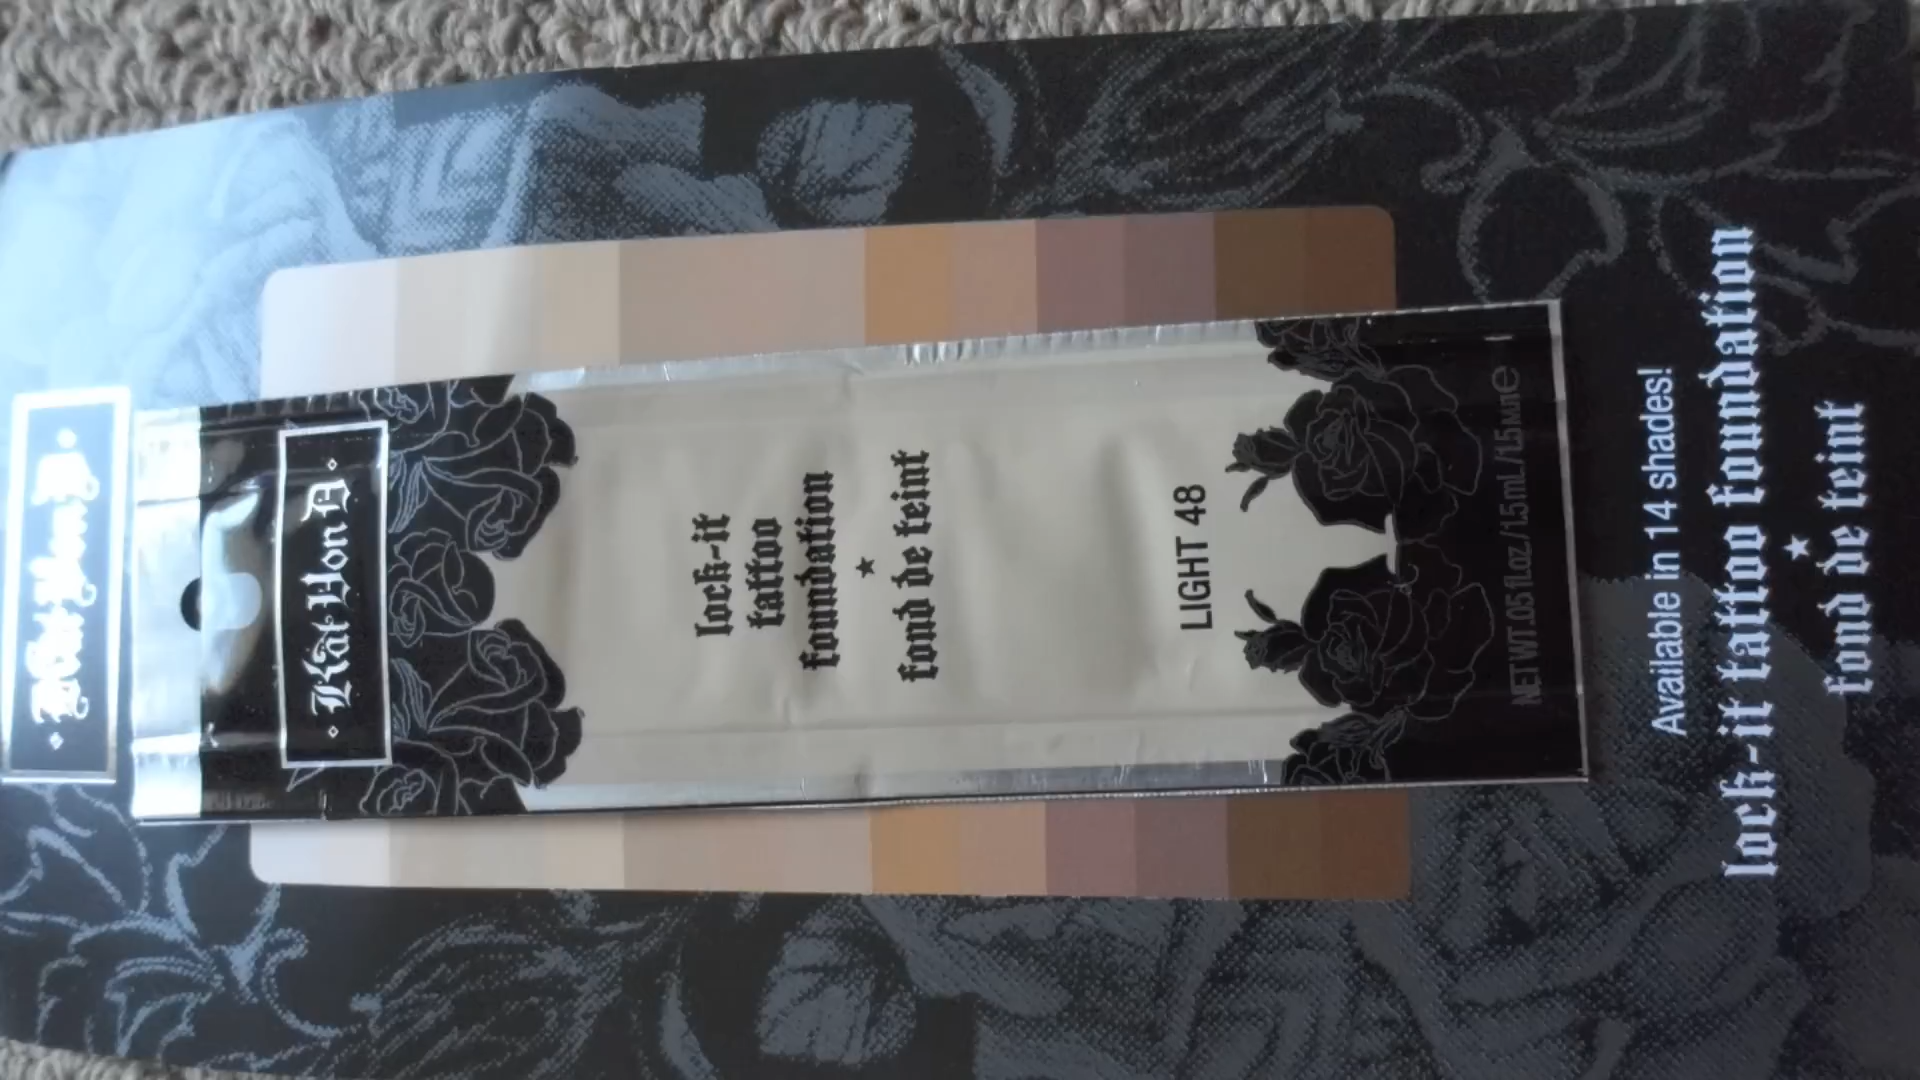 Kat Von D
Kat Von D
lock-it
tattoo
foundation
fond de teint
LIGHT 48
NET WT. .05 fl.oz/1.5 mL/1.5 мл e
Available in 14 shades!
lock-it tattoo foundation
fond de teint